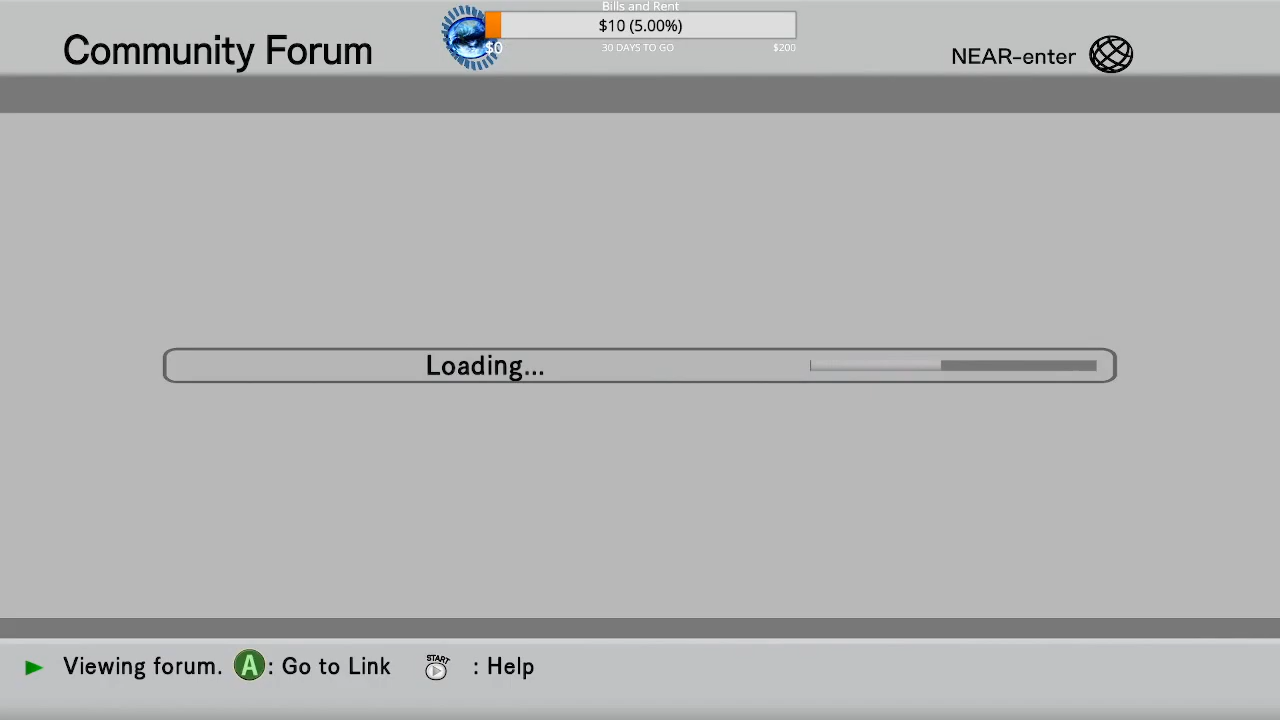 Bills and Rent
Community Forum
$10 (5.00%)
$0
30 DAYS TO GO
$200
NEAR-enter
Loading...
Viewing forum. A : Go to Link START : Help